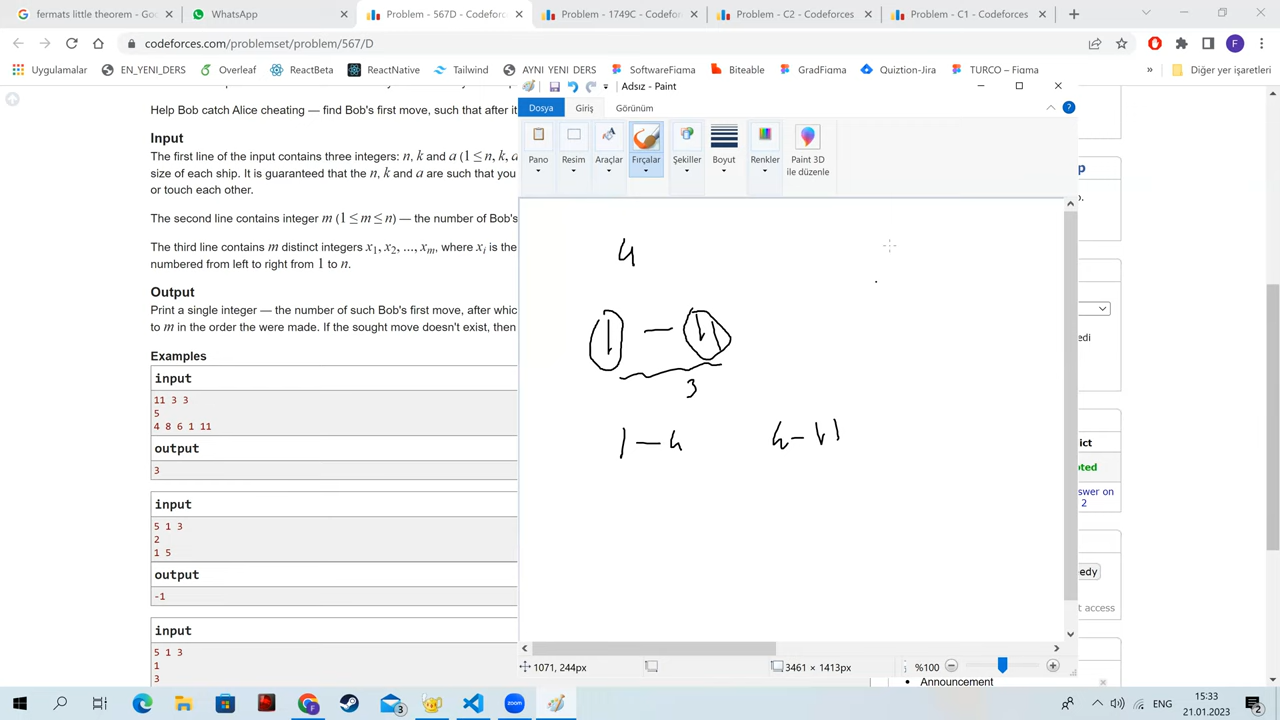 fermats little theorem - Google
WhatsApp
Problem - 567D - Codeforces
Problem - 1749C - Codeforces
Problem - C2 - Codeforces
Problem - C1 - Codeforces
codeforces.com/problemset/problem/567/D
Uygulamalar
EN_YENI_DERS
Overleaf
ReactBeta
ReactNative
Tailwind
AYNI YENI DERS
SoftwareFigma
Biteable
GradFigma
Quiztion-Jira
TURCO – Figma
»
Diğer yer işaretleri
Help Bob catch Alice cheating — find Bob's first move, such that after it
Input
The first line of the input contains three integers: n, k and a (1 ≤ n, k, a
size of each ship. It is guaranteed that the n, k and a are such that you
or touch each other.
The second line contains integer m (1 ≤ m ≤ n) — the number of Bob's
The third line contains m distinct integers x1, x2, ..., xm, where xi is the
numbered from left to right from 1 to n.
Output
Print a single integer — the number of such Bob's first move, after whic
to m in the order the were made. If the sought move doesn't exist, then
Examples
input
11 3 3
5
4 8 6 1 11
output
3
input
5 1 3
2
1 5
output
-1
input
5 1 3
1
3
Adsız - Paint
Dosya
Giriş
Görünüm
Pano
Resim
Araçlar
Fırçalar
Şekiller
Boyut
Renkler
Paint 3D
ile düzenle
4
1 — 11
3
1 — 4
4 – 11
1071, 244px
3461 × 1413px
%100
edi
ict
swer on
2
edy
t access
Announcement
3
ENG
15:33
21.01.2023
2